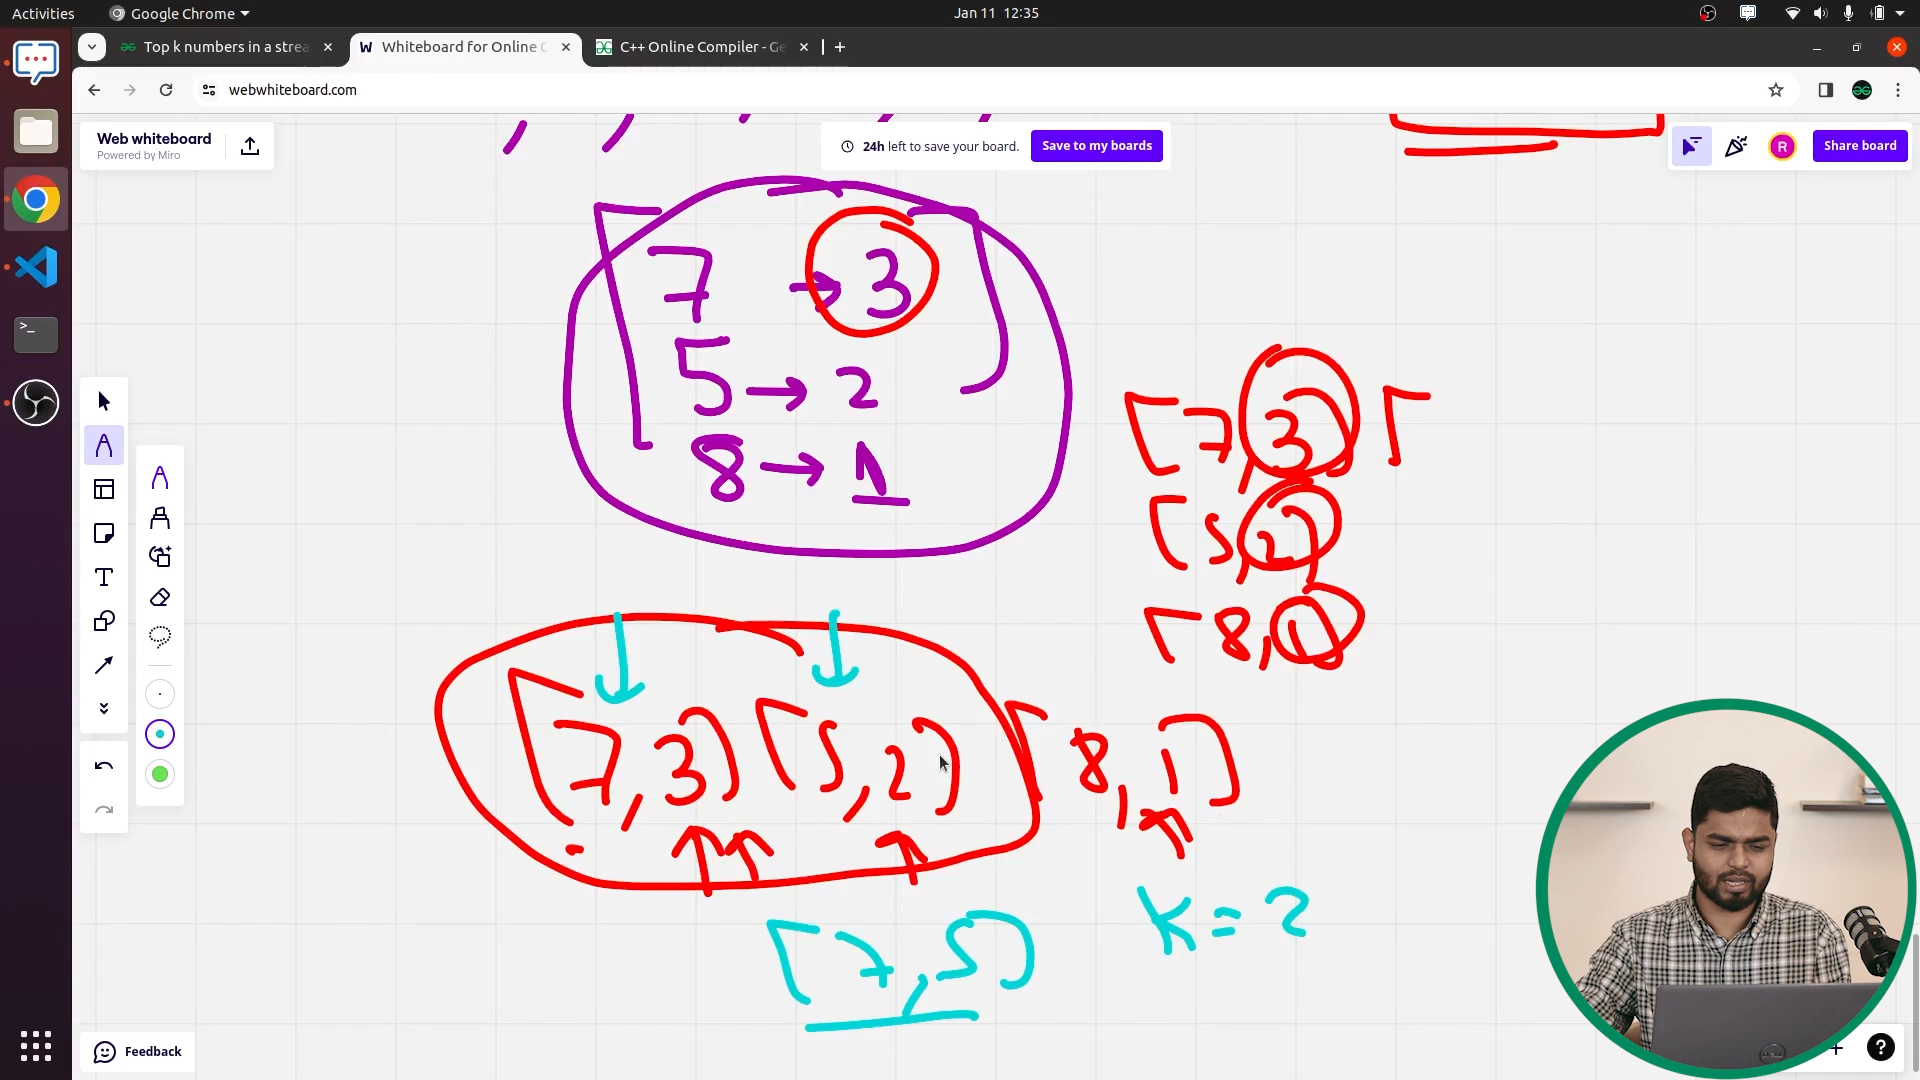 Activities
Google Chrome
Jan 11 12:35
Top k numbers in a strea
Whiteboard for Online C
C++ Online Compiler - Ge
webwhiteboard.com
Web whiteboard
Powered by Miro
24h left to save your board.
Save to my boards
R
Share board
7 → 3
5 → 2
8 → 1
[7, 3]
[5, 2]
[8, 1]
[7, 3] [5, 2] [8, 1]
K = 2
[7, 5]
Feedback
?